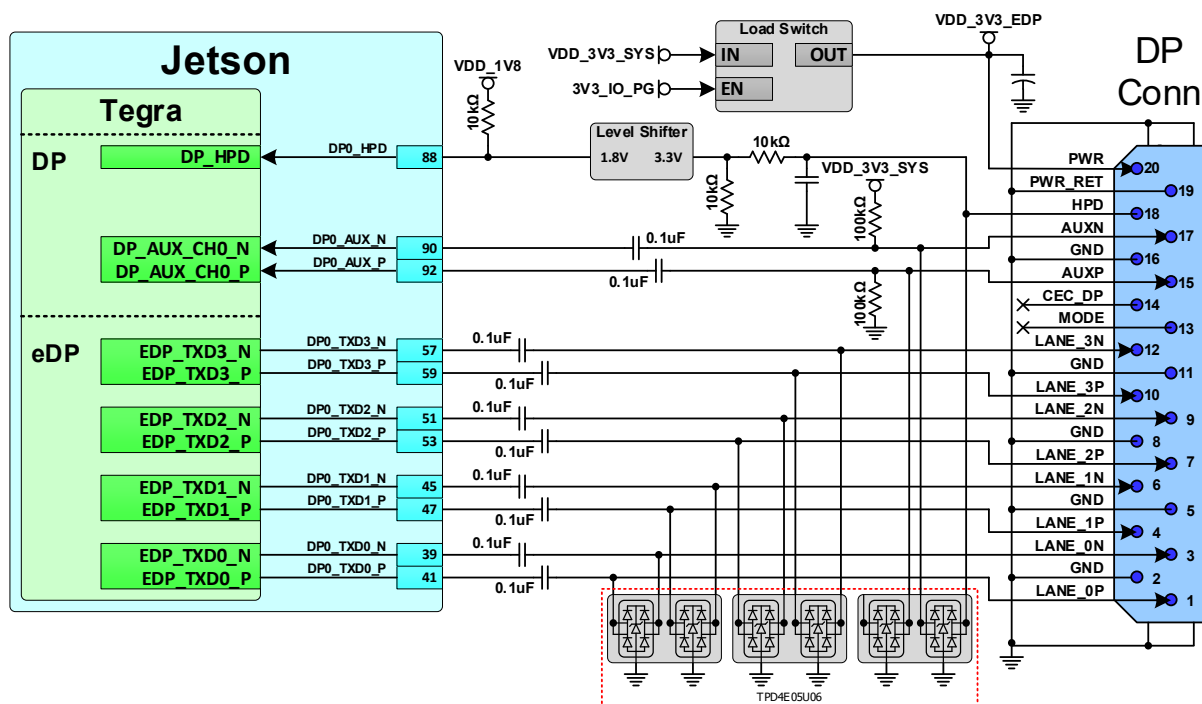 Jetson
Tegra
DP
DP_HPD
DP0_HPD
88
DP_AUX_CH0_N
DP0_AUX_N
90
DP_AUX_CH0_P
DP0_AUX_P
92
eDP
EDP_TXD3_N
DP0_TXD3_N
57
EDP_TXD3_P
DP0_TXD3_P
59
EDP_TXD2_N
DP0_TXD2_N
51
EDP_TXD2_P
DP0_TXD2_P
53
EDP_TXD1_N
DP0_TXD1_N
45
EDP_TXD1_P
DP0_TXD1_P
47
EDP_TXD0_N
DP0_TXD0_N
39
EDP_TXD0_P
DP0_TXD0_P
41
VDD_1V8
10kΩ
Level Shifter
1.8V
3.3V
10kΩ
10kΩ
VDD_3V3_SYS
3V3_IO_PG
Load Switch
IN
OUT
EN
VDD_3V3_EDP
VDD_3V3_SYS
100kΩ
100kΩ
0.1uF
0.1uF
0.1uF
0.1uF
0.1uF
0.1uF
0.1uF
0.1uF
0.1uF
0.1uF
TPD4E05U06
DP
Conn
PWR
20
PWR_RET
19
HPD
18
AUXN
17
GND
16
AUXP
15
CEC_DP
14
MODE
13
LANE_3N
12
GND
11
LANE_3P
10
LANE_2N
9
GND
8
LANE_2P
7
LANE_1N
6
GND
5
LANE_1P
4
LANE_0N
3
GND
2
LANE_0P
1